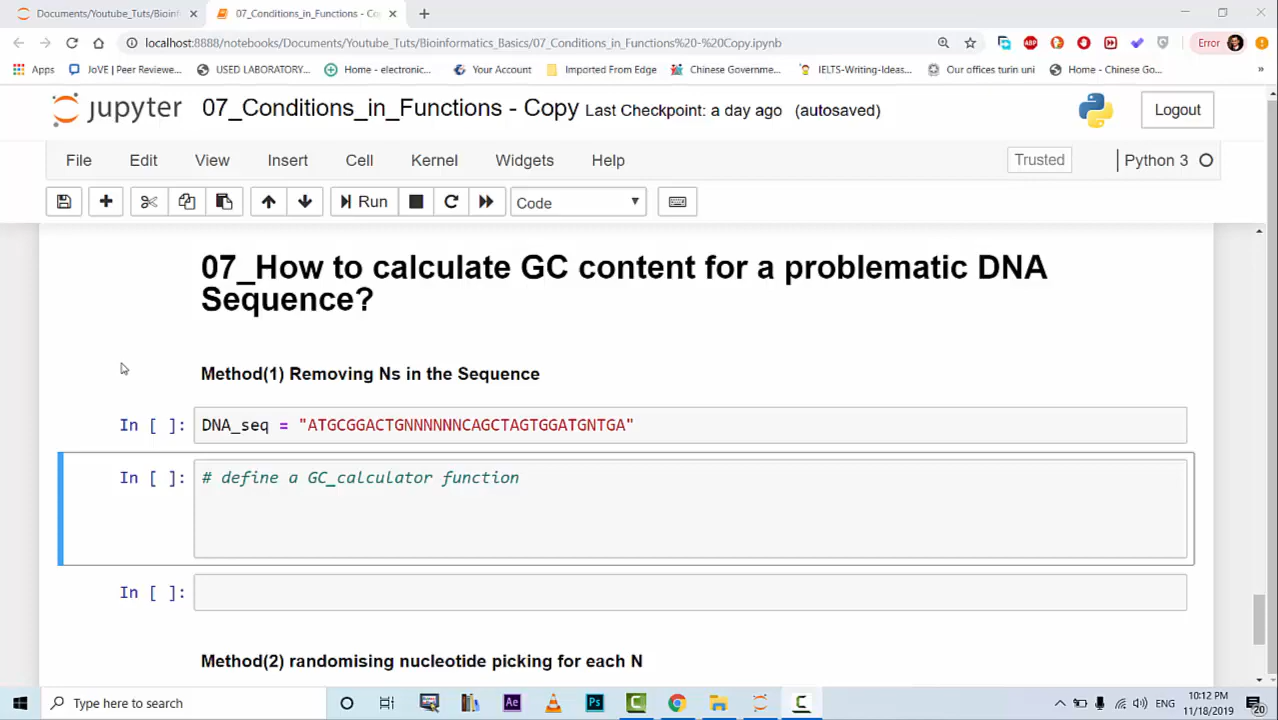 Documents/Youtube_Tuts/Bioinf
07_Conditions_in_Functions - Co
localhost:8888/notebooks/Documents/Youtube_Tuts/Bioinformatics_Basics/07_Conditions_in_Functions%20-%20Copy.ipynb
ABP
Error
Apps
JoVE | Peer Reviewe...
USED LABORATORY...
Home - electronic...
Your Account
Imported From Edge
Chinese Governme...
IELTS-Writing-Ideas...
Our offices turin uni
Home - Chinese Go...
»
jupyter 07_Conditions_in_Functions - Copy Last Checkpoint: a day ago (autosaved)
Logout
File Edit View Insert Cell Kernel Widgets Help
Trusted
Python 3
Run
Code
07_How to calculate GC content for a problematic DNA
Sequence?
Method(1) Removing Ns in the Sequence
In [ ]: DNA_seq = "ATGCGGACTGNNNNNNCAGCTAGTGGATGNTGA"
In [ ]: # define a GC_calculator function
In [ ]:
Method(2) randomising nucleotide picking for each N
Type here to search
Ae
Ps
ENG
10:12 PM
11/18/2019
20